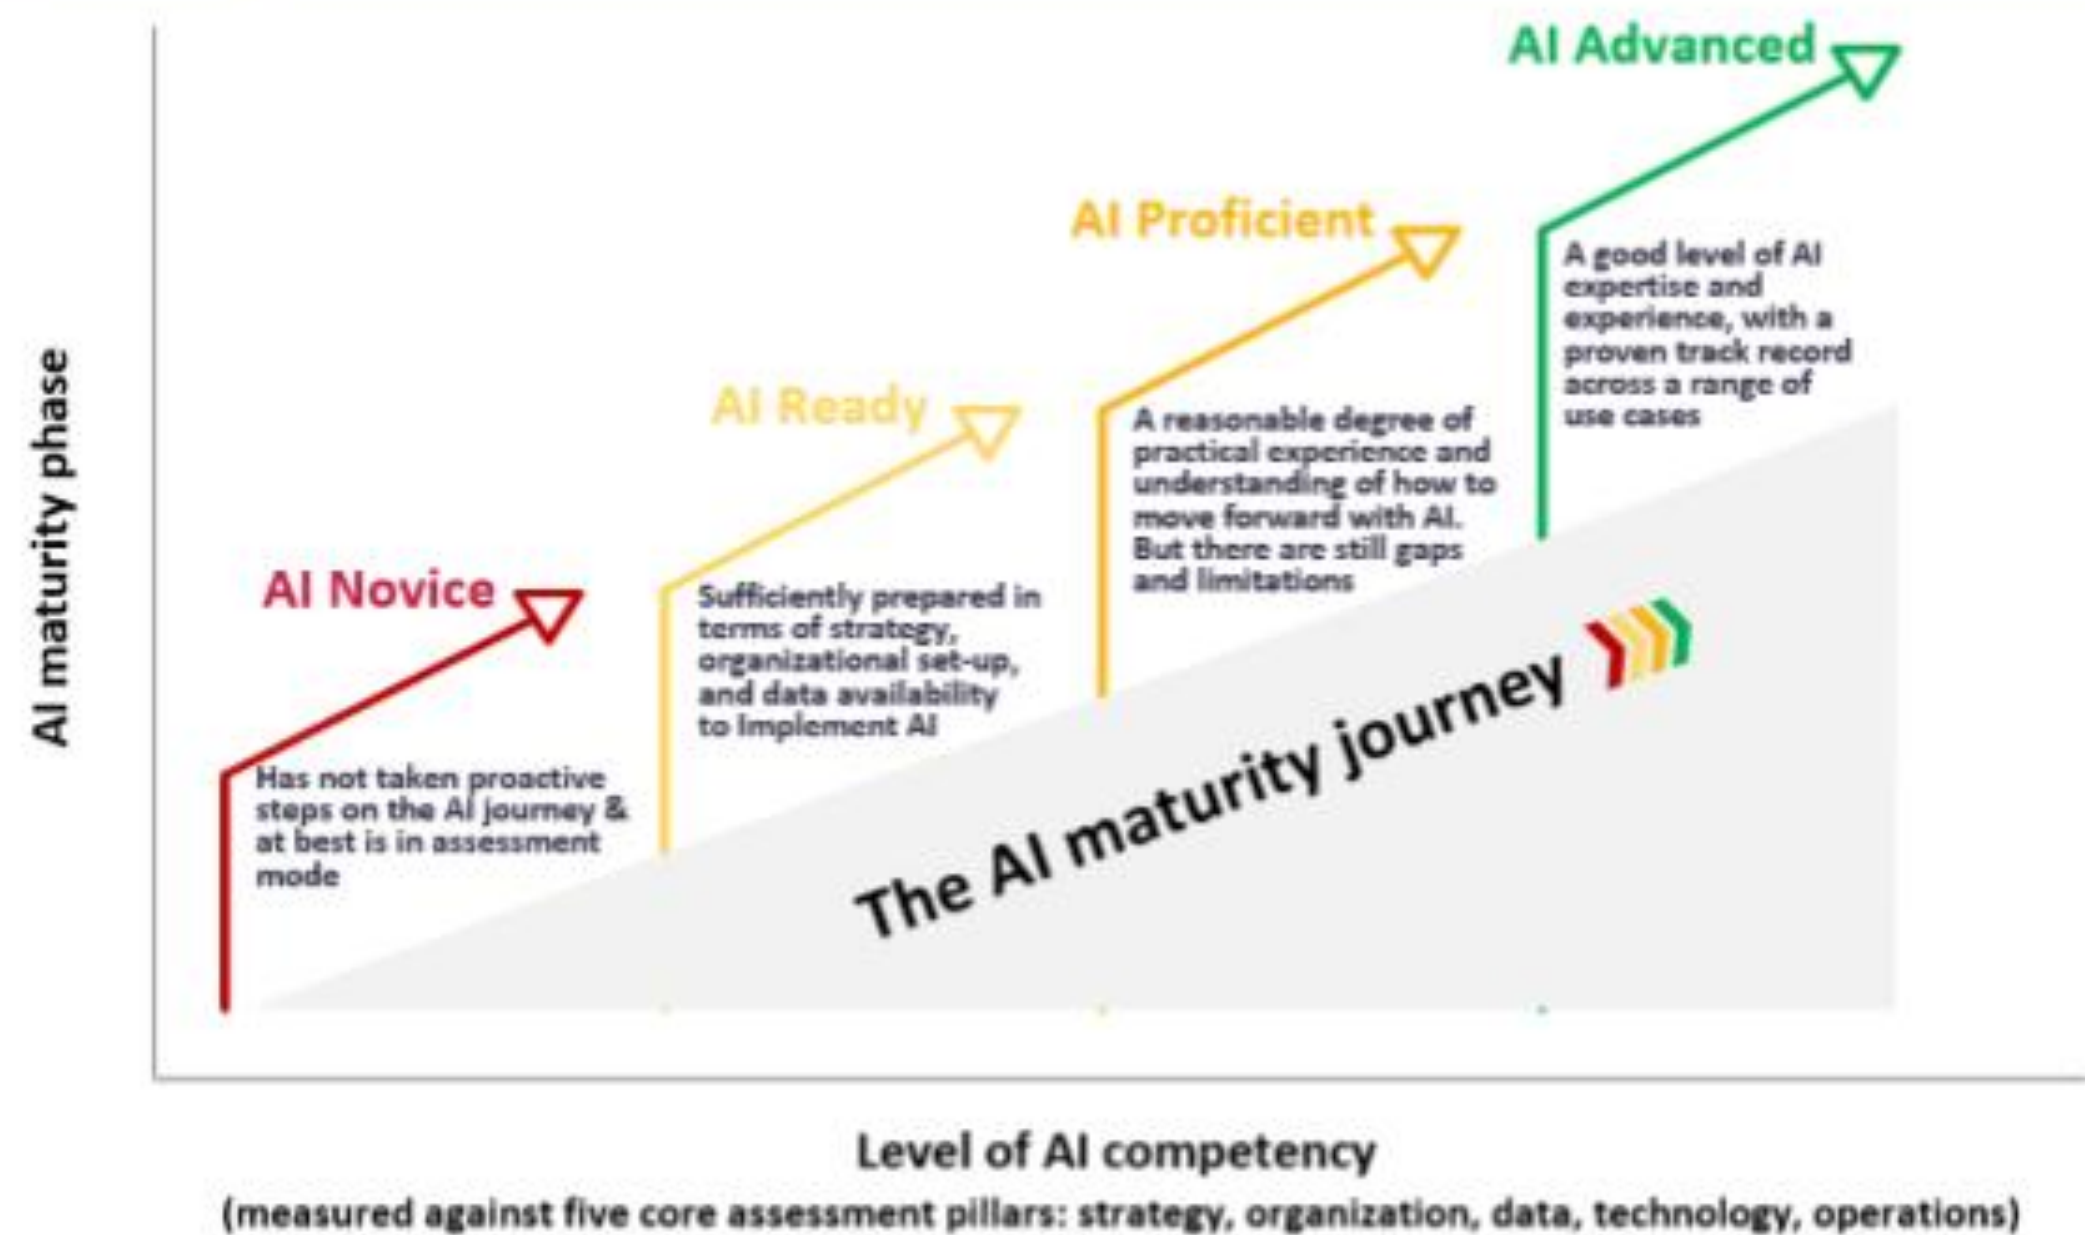 AI Advanced
A good level of AI
expertise and
experience, with a
proven track record
across a range of
use cases
AI Proficient
A reasonable degree of
practical experience and
understanding of how to
move forward with AI.
But there are still gaps
and limitations
AI Ready
Sufficiently prepared in
terms of strategy,
organizational set-up,
and data availability
to Implement AI
AI Novice
Has not taken proactive
steps on the AI journey &
at best is in assessment
mode
The AI maturity journey
AI maturity phase
Level of AI competency
(measured against five core assessment pillars: strategy, organization, data, technology, operations)